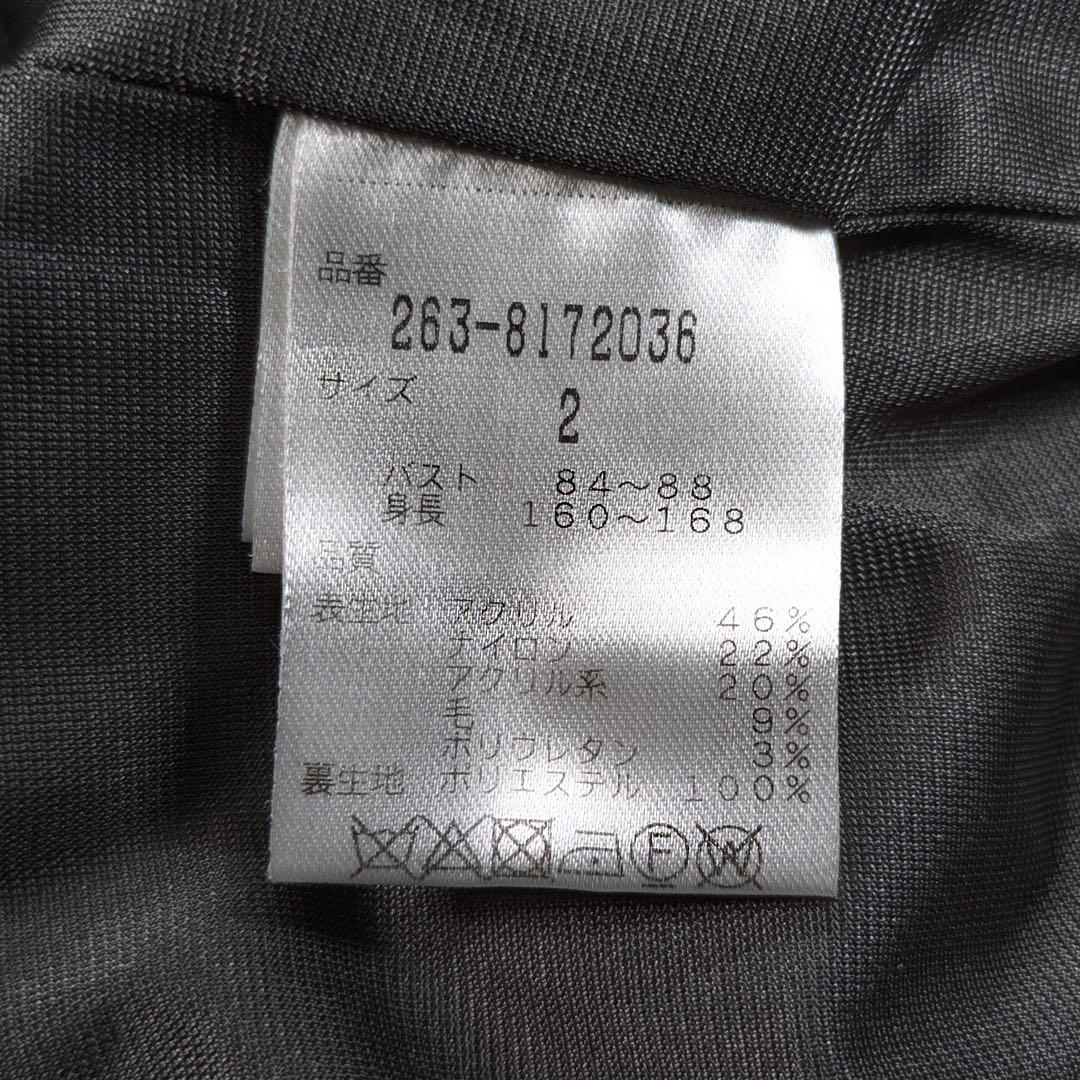 品番
263-8172036
サイズ
2
バスト 84～88
身長 160～168
品質
表生地 アクリル 46%
ナイロン 22%
アクリル系 20%
毛 9%
ポリウレタン 3%
裏生地 ポリエステル 100%
F W